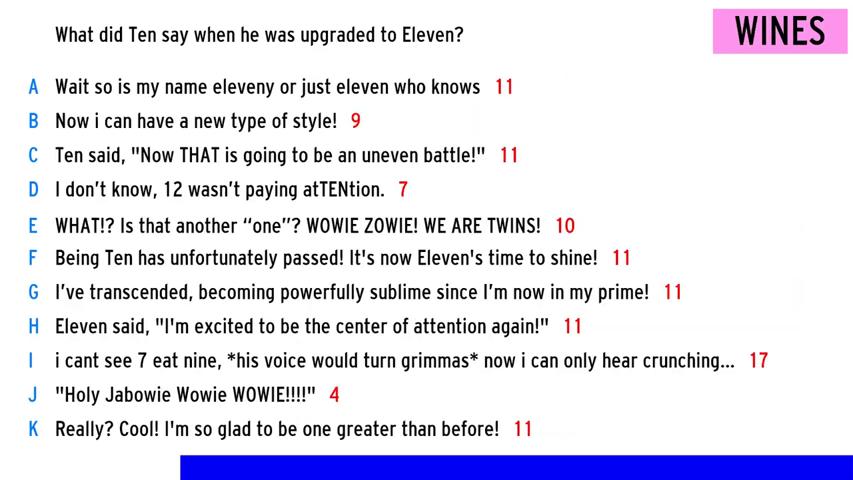 What did Ten say when he was upgraded to Eleven?
WINES
A Wait so is my name eleveny or just eleven who knows 11
B Now i can have a new type of style! 9
C Ten said, "Now THAT is going to be an uneven battle!" 11
D I don’t know, 12 wasn’t paying atTENtion. 7
E WHAT!? Is that another “one”? WOWIE ZOWIE! WE ARE TWINS! 10
F Being Ten has unfortunately passed! It's now Eleven's time to shine! 11
G I’ve transcended, becoming powerfully sublime since I’m now in my prime! 11
H Eleven said, "I'm excited to be the center of attention again!" 11
I i cant see 7 eat nine, *his voice would turn grimmas* now i can only hear crunching... 17
J "Holy Jabowie Wowie WOWIE!!!!" 4
K Really? Cool! I'm so glad to be one greater than before! 11